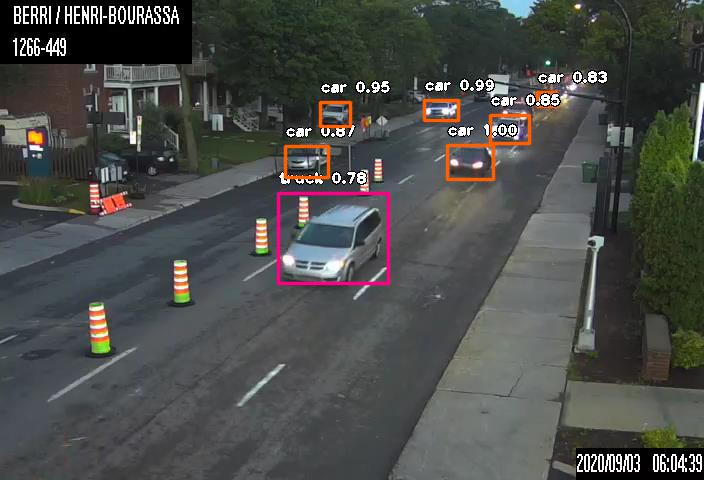 BERRI / HENRI-BOURASSA
1266-449
car 0.83
car 0.95
car 0.99
car 0.85
car 0.87
car 1.00
truck 0.78
2020/09/03 06:04:39